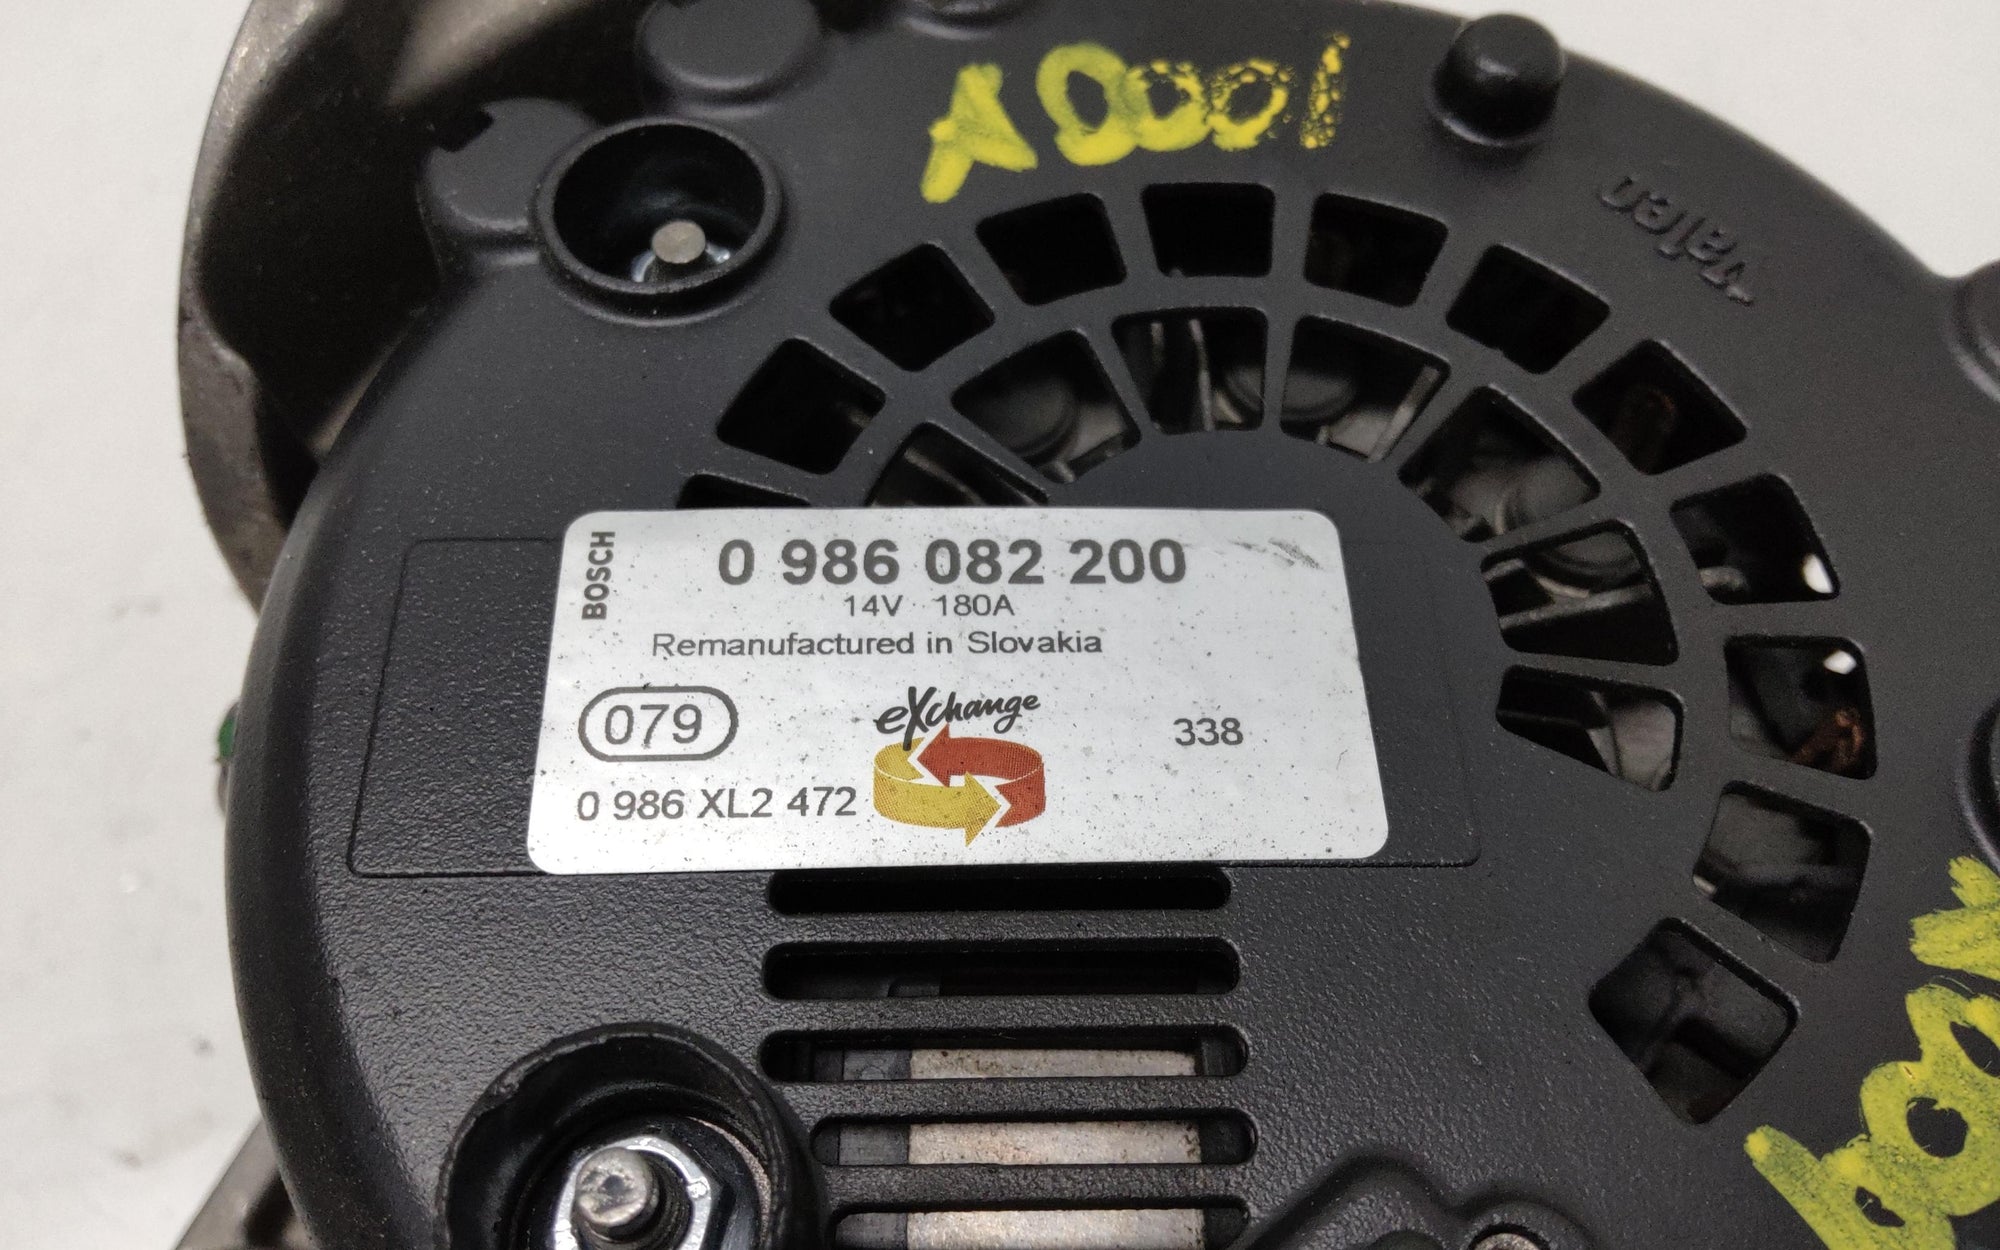 A0001
Valeo
BOSCH
0 986 082 200
14V 180A
Remanufactured in Slovakia
079
eXchange
338
0 986 XL2 472